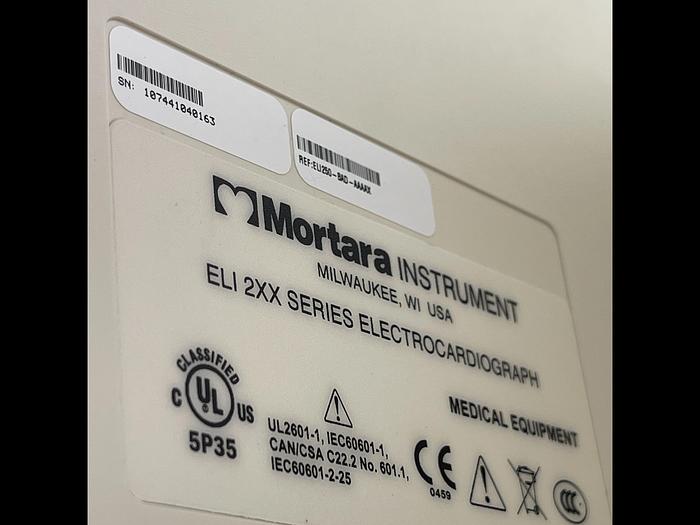 SN: 107441040163
REF:ELI250-BAD-AAAAX
Mortara INSTRUMENT
MILWAUKEE, WI USA
ELI 2XX SERIES ELECTROCARDIOGRAPH
CLASSIFIED
C UL US
5P35
UL2601-1, IEC60601-1,
CAN/CSA C22.2 No. 601.1,
IEC60601-2-25
MEDICAL EQUIPMENT
CE
0459
CCC